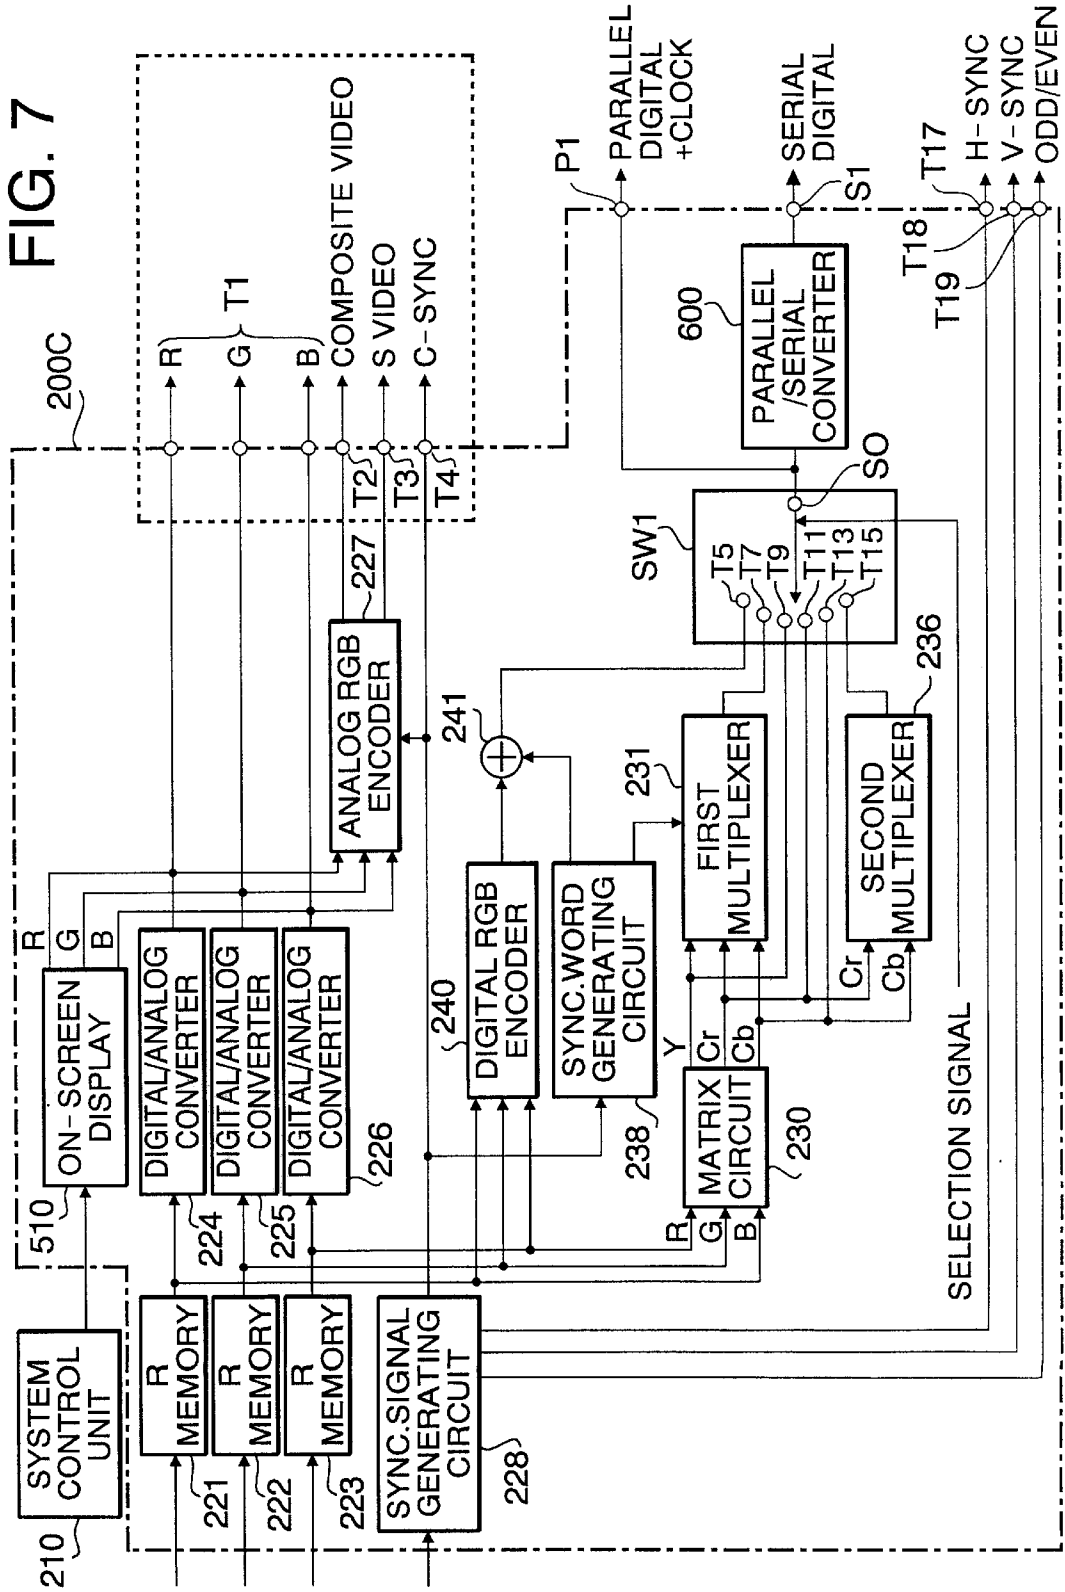 FIG. 7
200C
R
G
B
T1
COMPOSITE VIDEO
S VIDEO
C-SYNC
T2
T3
T4
SYSTEM
CONTROL
UNIT
210
ON-SCREEN
DISPLAY
510
R
G
B
R
MEMORY
221
R
MEMORY
222
R
MEMORY
223
DIGITAL/ANALOG
CONVERTER
224
DIGITAL/ANALOG
CONVERTER
225
DIGITAL/ANALOG
CONVERTER
226
ANALOG RGB
ENCODER
227
SYNC.SIGNAL
GENERATING
CIRCUIT
228
DIGITAL RGB
ENCODER
240
241
SYNC.WORD
GENERATING
CIRCUIT
238
R
G
B
MATRIX
CIRCUIT
230
Y
Cr
Cb
FIRST
MULTIPLEXER
231
Cr
Cb
SECOND
MULTIPLEXER
236
SW1
T5
T7
T9
T11
T13
T15
SO
PARALLEL
/SERIAL
CONVERTER
600
P1
PARALLEL
DIGITAL
+CLOCK
S1
SERIAL
DIGITAL
SELECTION SIGNAL
T17
T18
T19
H-SYNC
V-SYNC
ODD/EVEN